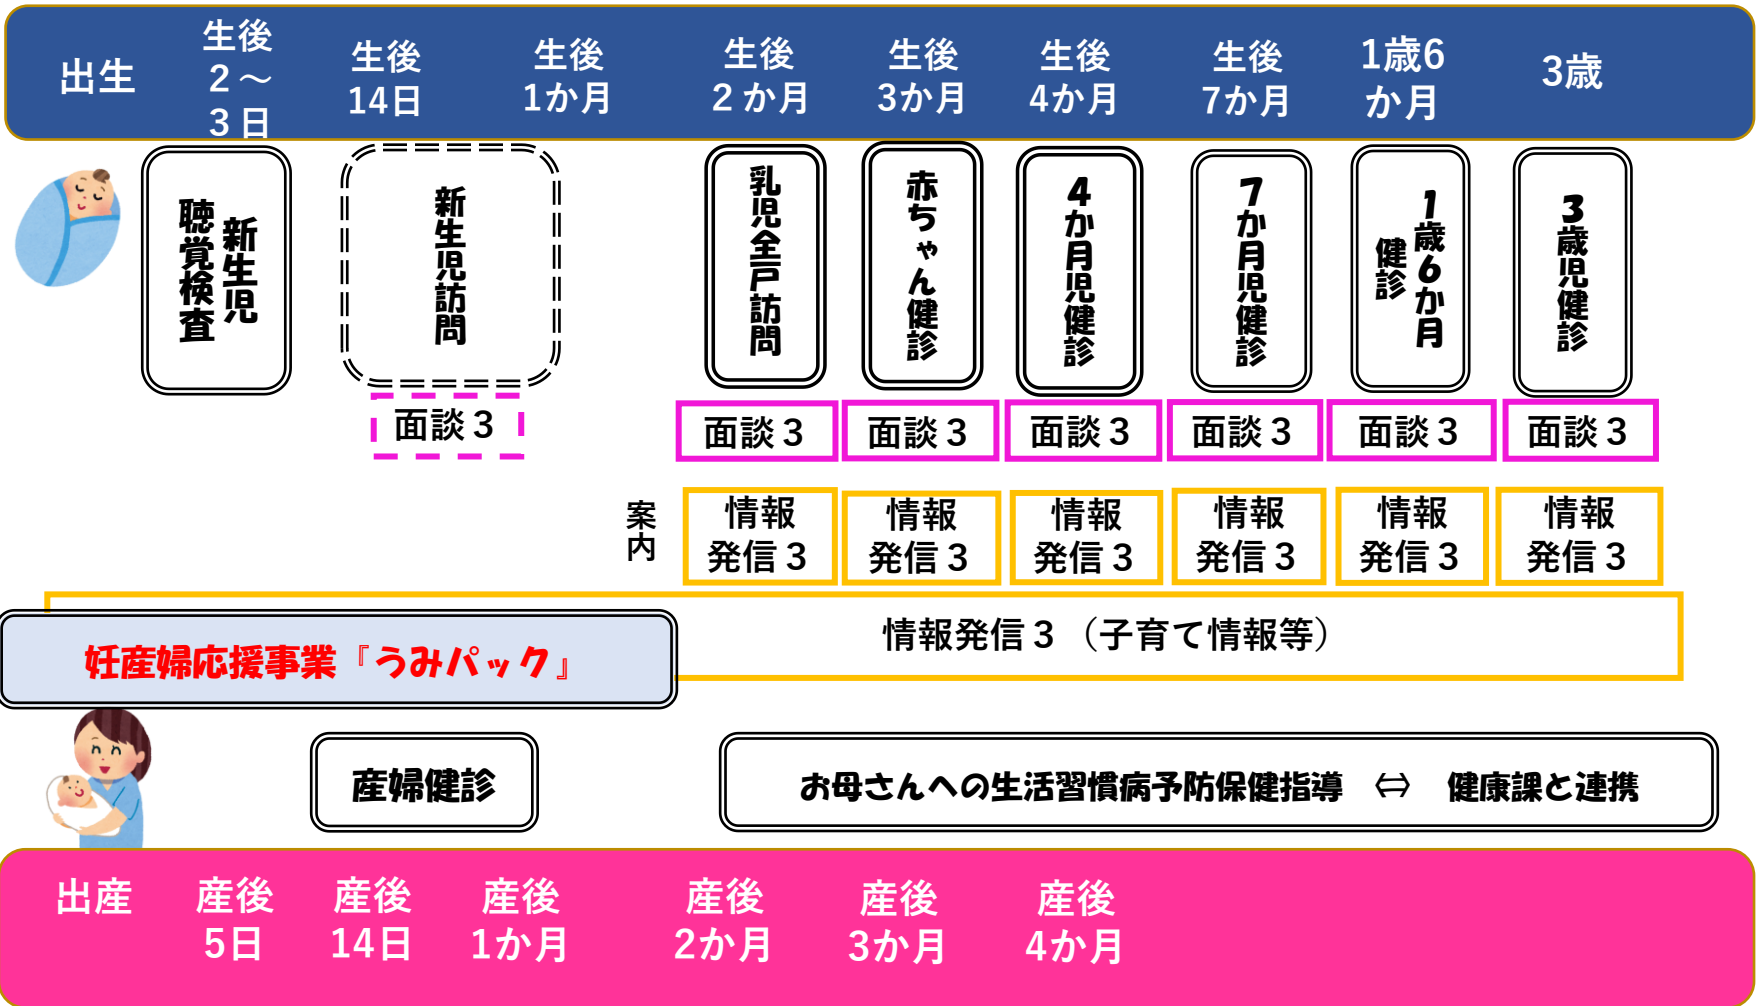 出生
生後
２～
３日
生後
14日
生後
1か月
生後
２か月
生後
3か月
生後
4か月
生後
7か月
1歳6
か月
3歳
新生児
聴覚検査
新生児訪問
乳児全戸訪問
赤ちゃん健診
4か月児健診
7か月児健診
1歳6か月
健診
3歳児健診
面談３
面談３
面談３
面談３
面談３
面談３
面談３
案内
情報
発信３
情報
発信３
情報
発信３
情報
発信３
情報
発信３
情報
発信３
情報発信３（子育て情報等）
妊産婦応援事業『うみパック』
産婦健診
お母さんへの生活習慣病予防保健指導　⇔　健康課と連携
出産
産後
5日
産後
14日
産後
1か月
産後
2か月
産後
3か月
産後
4か月